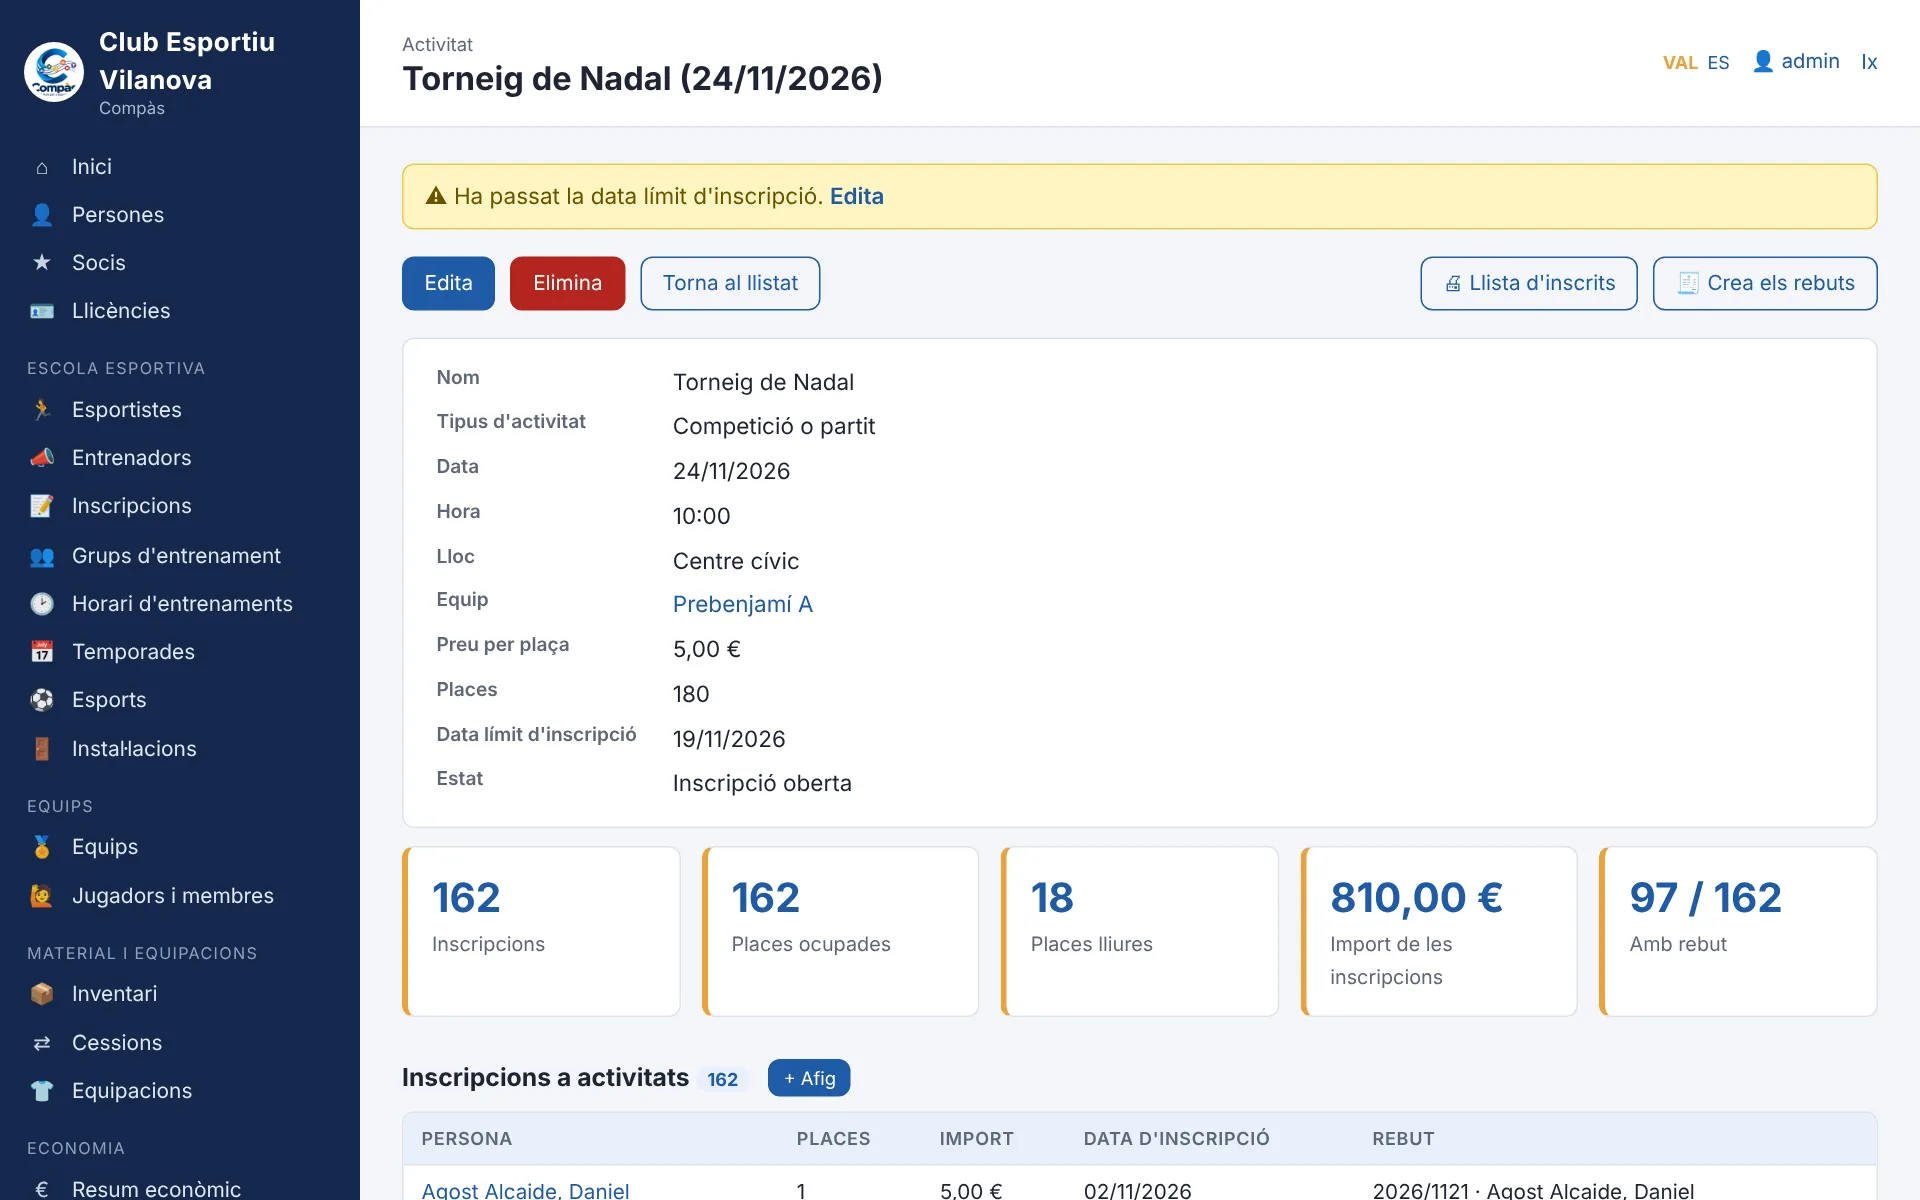 Club Esportiu
Vilanova
Compàs
Compàs
Inici
Persones
Socis
Llicències
ESCOLA ESPORTIVA
Esportistes
Entrenadors
Inscripcions
Grups d'entrenament
Horari d'entrenaments
Temporades
Esports
Instal·lacions
EQUIPS
Equips
Jugadors i membres
MATERIAL I EQUIPACIONS
Inventari
Cessions
Equipacions
ECONOMIA
€ Resum econòmic
Activitat
Torneig de Nadal (24/11/2026)
VAL ES admin Ix
Ha passat la data límit d'inscripció. Edita
Edita Elimina Torna al llistat Llista d'inscrits Crea els rebuts
Nom Torneig de Nadal
Tipus d'activitat Competició o partit
Data 24/11/2026
Hora 10:00
Lloc Centre cívic
Equip Prebenjamí A
Preu per plaça 5,00 €
Places 180
Data límit d'inscripció 19/11/2026
Estat Inscripció oberta
162 Inscripcions
162 Places ocupades
18 Places lliures
810,00 € Import de les
inscripcions
97 / 162 Amb rebut
Inscripcions a activitats 162 + Afig
PERSONA PLACES IMPORT DATA D'INSCRIPCIÓ REBUT
Agost Alcaide, Daniel 1 5,00 € 02/11/2026 2026/1121 · Agost Alcaide, Daniel